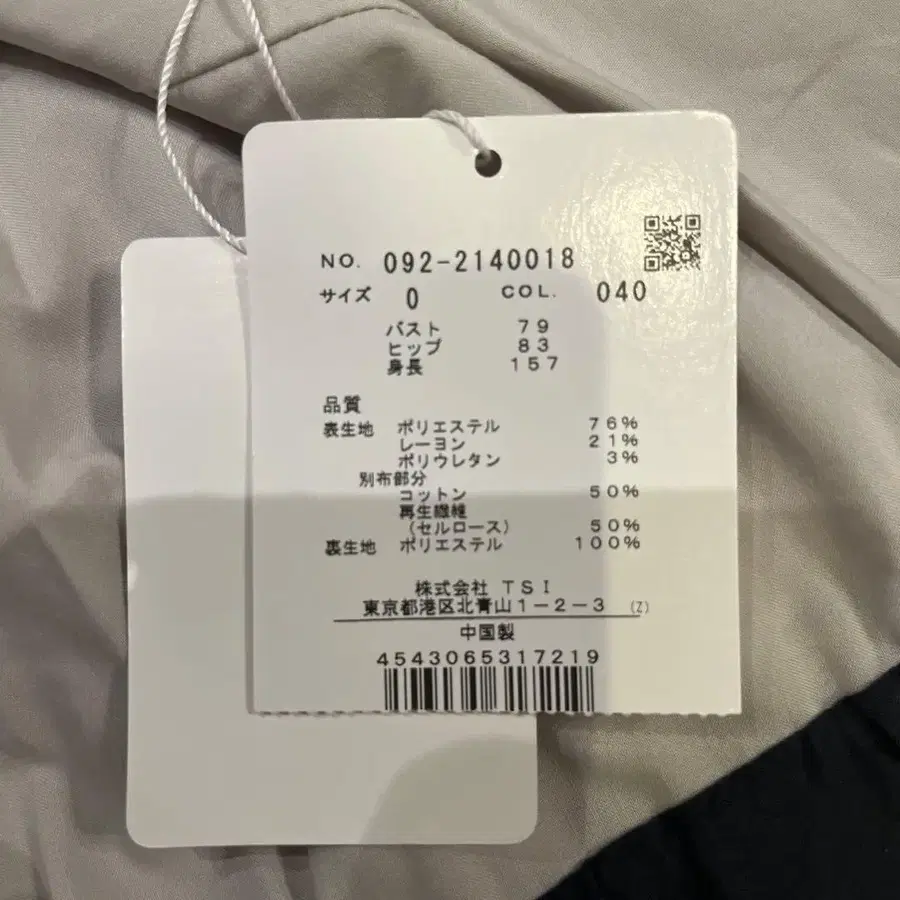 NO. 092-2140018
サイズ 0 COL. 040
バスト 79
ヒップ 83
身長 157
品質
表生地 ポリエステル 76%
レーヨン 21%
ポリウレタン 3%
別布部分
コットン 50%
再生繊維
(セルロース) 50%
裏生地 ポリエステル 100%
株式会社 TSI
東京都港区北青山1-2-3 (Z)
中国製
4543065317219